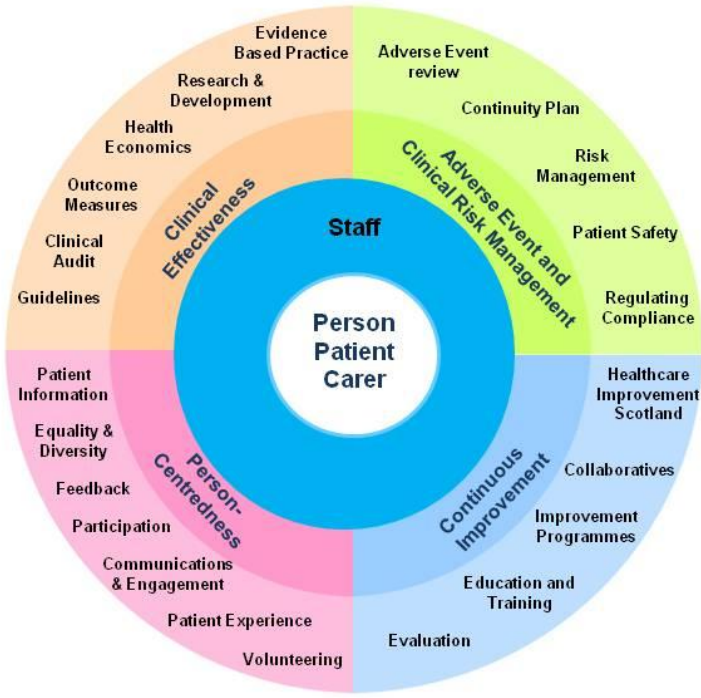 Evidence
Based Practice
Research &
Development
Health
Economics
Outcome
Measures
Clinical
Audit
Guidelines
Clinical
Effectiveness
Adverse Event
review
Continuity Plan
Risk
Management
Patient Safety
Regulating
Compliance
Adverse Event and
Clinical Risk Management
Staff
Person
Patient
Carer
Patient
Information
Equality &
Diversity
Feedback
Participation
Communications
& Engagement
Patient Experience
Volunteering
Person-
Centredness
Healthcare
Improvement
Scotland
Collaboratives
Improvement
Programmes
Education and
Training
Evaluation
Continuous
Improvement